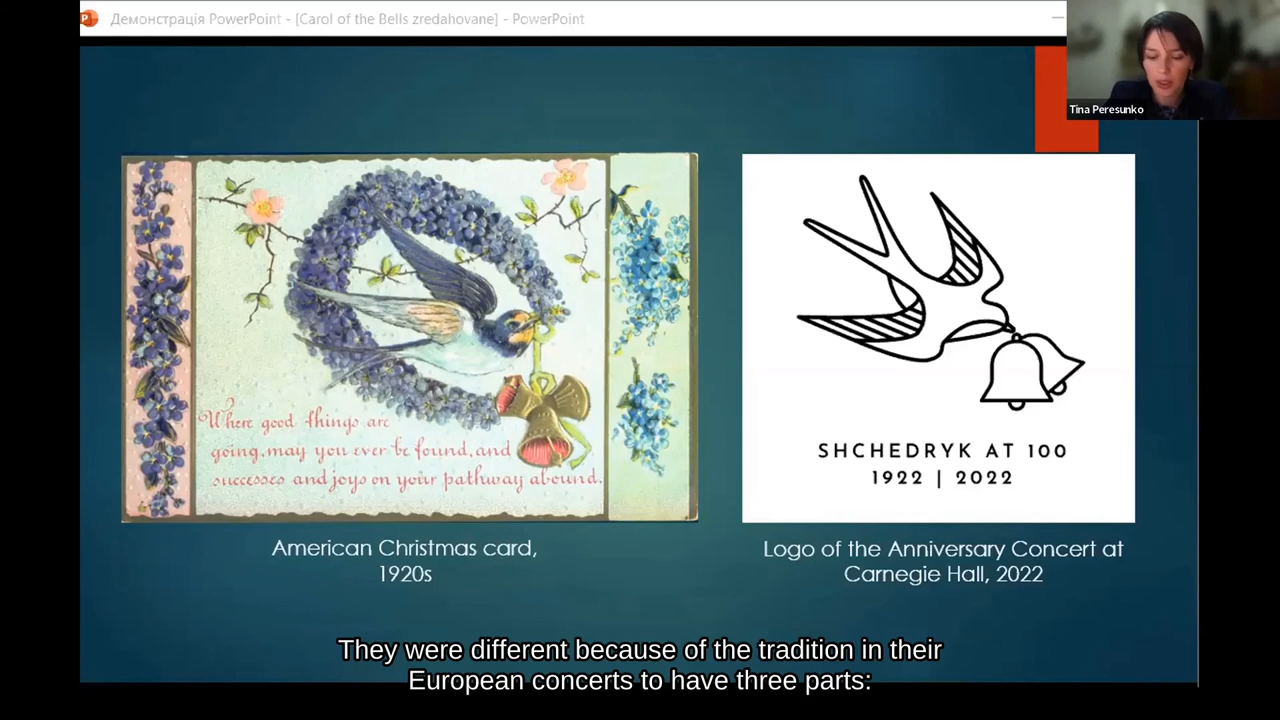 Демонстрація PowerPoint - [Carol of the Bells zredahovane] - PowerPoint
Tina Peresunko
Where good things are
going, may you ever be found, and
successes and joys on your pathway abound.
SHCHEDRYK AT 100
1922 | 2022
American Christmas card,
1920s
Logo of the Anniversary Concert at
Carnegie Hall, 2022
They were different because of the tradition in their
European concerts to have three parts: